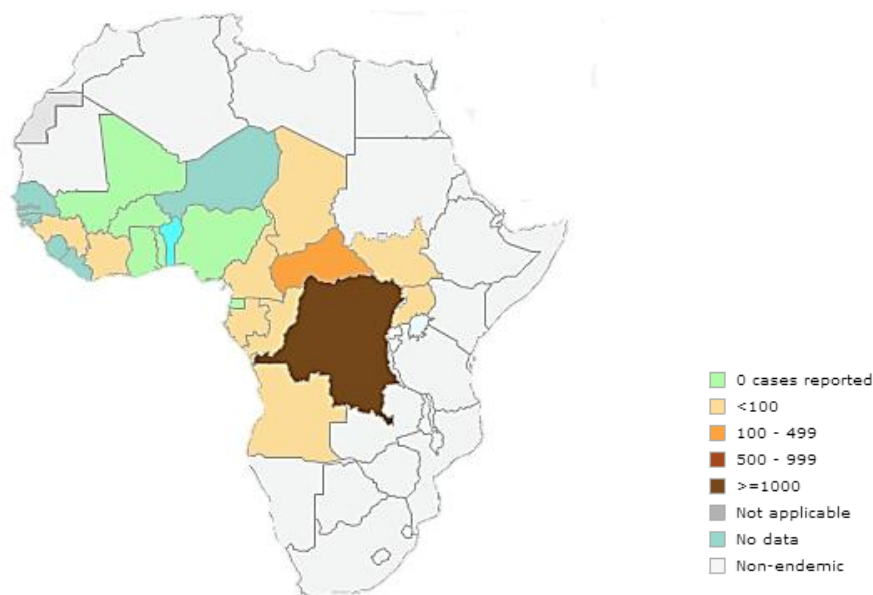 0 cases reported
<100
100 - 499
500 - 999
>=1000
Not applicable
No data
Non-endemic